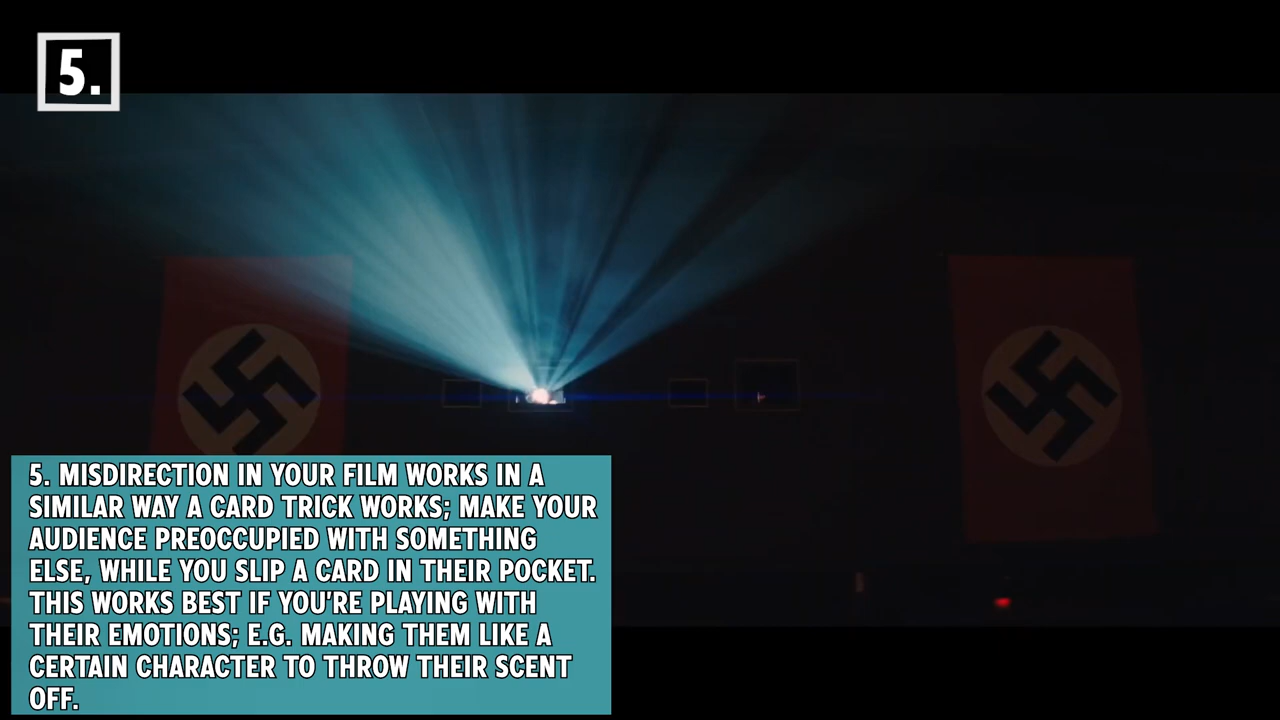 5.
5. MISDIRECTION IN YOUR FILM WORKS IN A
SIMILAR WAY A CARD TRICK WORKS; MAKE YOUR
AUDIENCE PREOCCUPIED WITH SOMETHING
ELSE, WHILE YOU SLIP A CARD IN THEIR POCKET.
THIS WORKS BEST IF YOU'RE PLAYING WITH
THEIR EMOTIONS; E.G. MAKING THEM LIKE A
CERTAIN CHARACTER TO THROW THEIR SCENT
OFF.